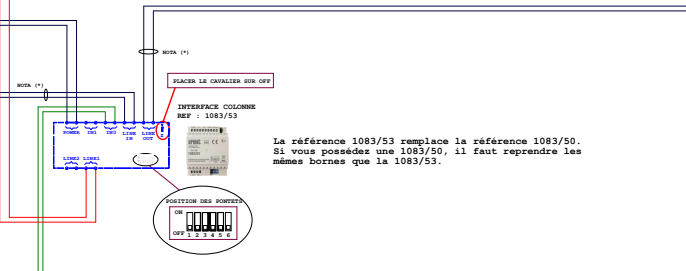 NOTA (*)
PLACER LE CAVALIER SUR OFF
NOTA (*)
INTERFACE COLONNE
REF : 1083/53
POWER IN1 IN2 LINE IN LINE OUT
LINE2 LINE1
La référence 1083/53 remplace la référence 1083/50.
Si vous possédez une 1083/50, il faut reprendre les
mêmes bornes que la 1083/53.
POSITION DES PONTETS
ON
OFF 1 2 3 4 5 6